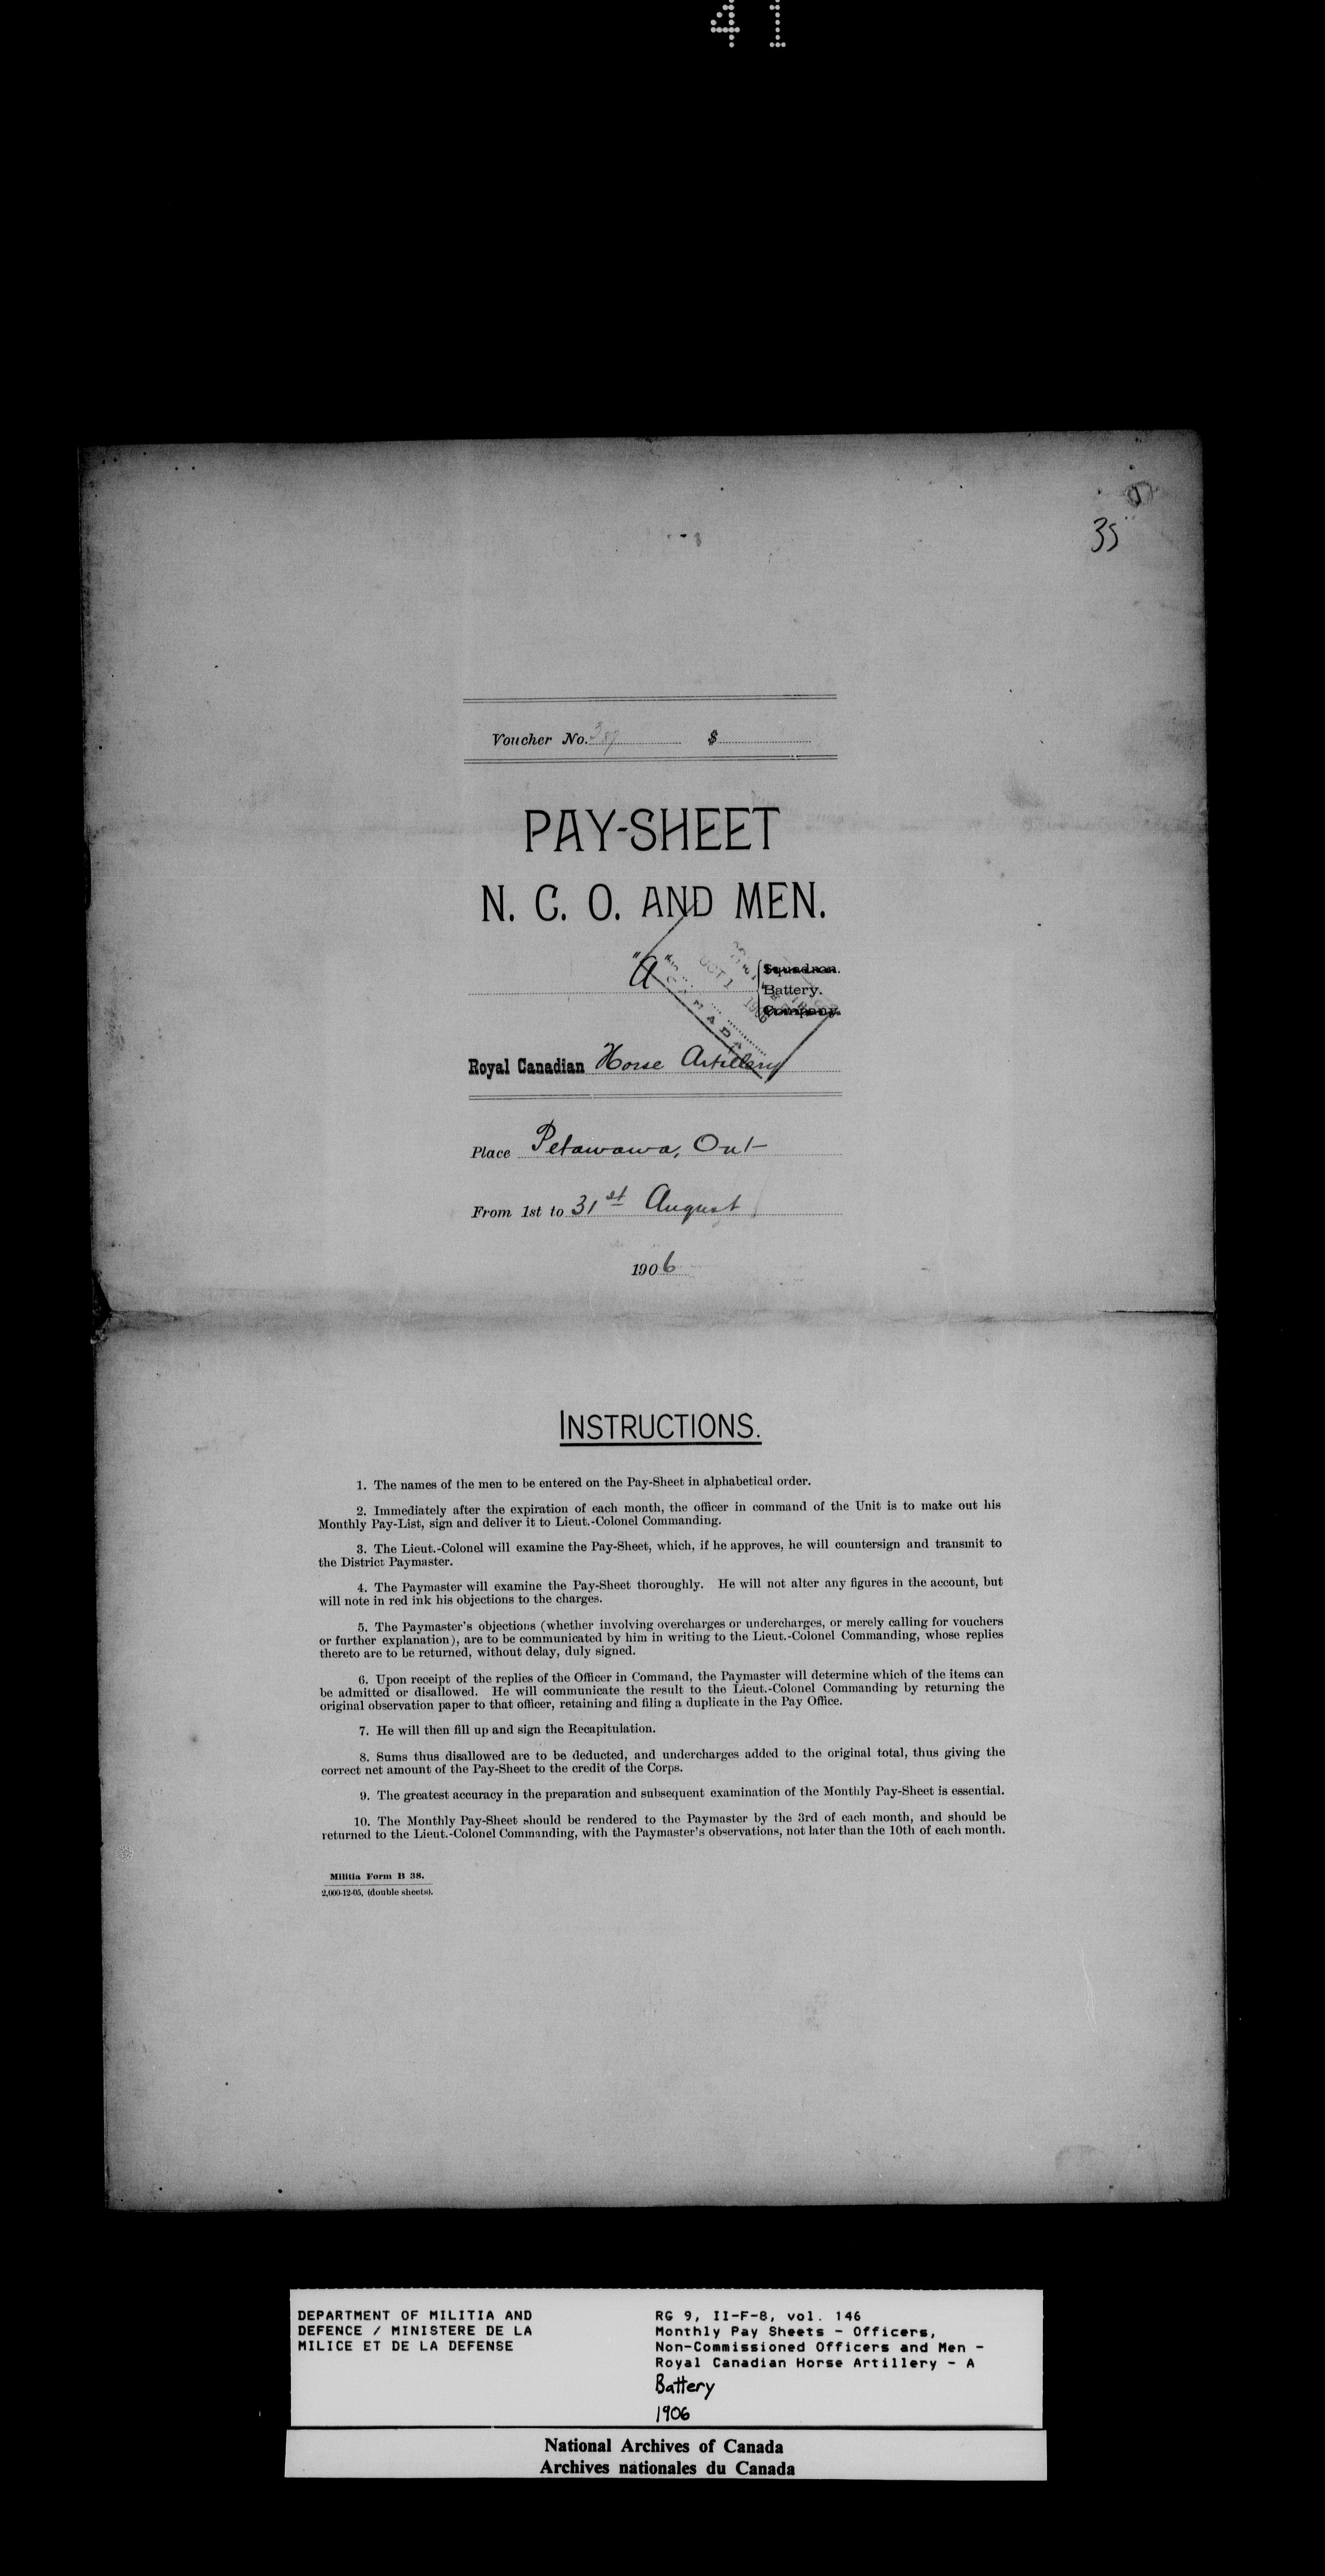 41
35
Voucher No. $
PAY-SHEET
N. C. O. AND MEN.
"A"
Squadron.
Battery.
Company.
OCT 1 1906
CANADA
Royal Canadian Horse Artillery
Place Petawawa, Ont
From 1st to 31st August
1906
INSTRUCTIONS.
1. The names of the men to be entered on the Pay-Sheet in alphabetical order.
2. Immediately after the expiration of each month, the officer in command of the Unit is to make out his
Monthly Pay-List, sign and deliver it to Lieut.-Colonel Commanding.
3. The Lieut.-Colonel will examine the Pay-Sheet, which, if he approves, he will countersign and transmit to
the District Paymaster.
4. The Paymaster will examine the Pay-Sheet thoroughly. He will not alter any figures in the account, but
will note in red ink his objections to the charges.
5. The Paymaster's objections (whether involving overcharges or undercharges, or merely calling for vouchers
or further explanation), are to be communicated by him in writing to the Lieut.-Colonel Commanding, whose replies
thereto are to be returned, without delay, duly signed.
6. Upon receipt of the replies of the Officer in Command, the Paymaster will determine which of the items can
be admitted or disallowed. He will communicate the result to the Lieut.-Colonel Commanding by returning the
original observation paper to that officer, retaining and filing a duplicate in the Pay Office.
7. He will then fill up and sign the Recapitulation.
8. Sums thus disallowed are to be deducted, and undercharges added to the original total, thus giving the
correct net amount of the Pay-Sheet to the credit of the Corps.
9. The greatest accuracy in the preparation and subsequent examination of the Monthly Pay-Sheet is essential.
10. The Monthly Pay-Sheet should be rendered to the Paymaster by the 3rd of each month, and should be
returned to the Lieut.-Colonel Commanding, with the Paymaster's observations, not later than the 10th of each month.
Militia Form B 38.
2,000-12-05, (double sheets).
DEPARTMENT OF MILITIA AND
DEFENCE / MINISTERE DE LA
MILICE ET DE LA DEFENSE
RG 9, II-F-8, vol. 146
Monthly Pay Sheets - Officers,
Non-Commissioned Officers and Men -
Royal Canadian Horse Artillery - A
Battery
1906
National Archives of Canada
Archives nationales du Canada